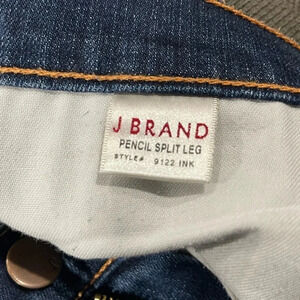 J BRAND
PENCIL SPLIT LEG
STYLE# 9122 INK